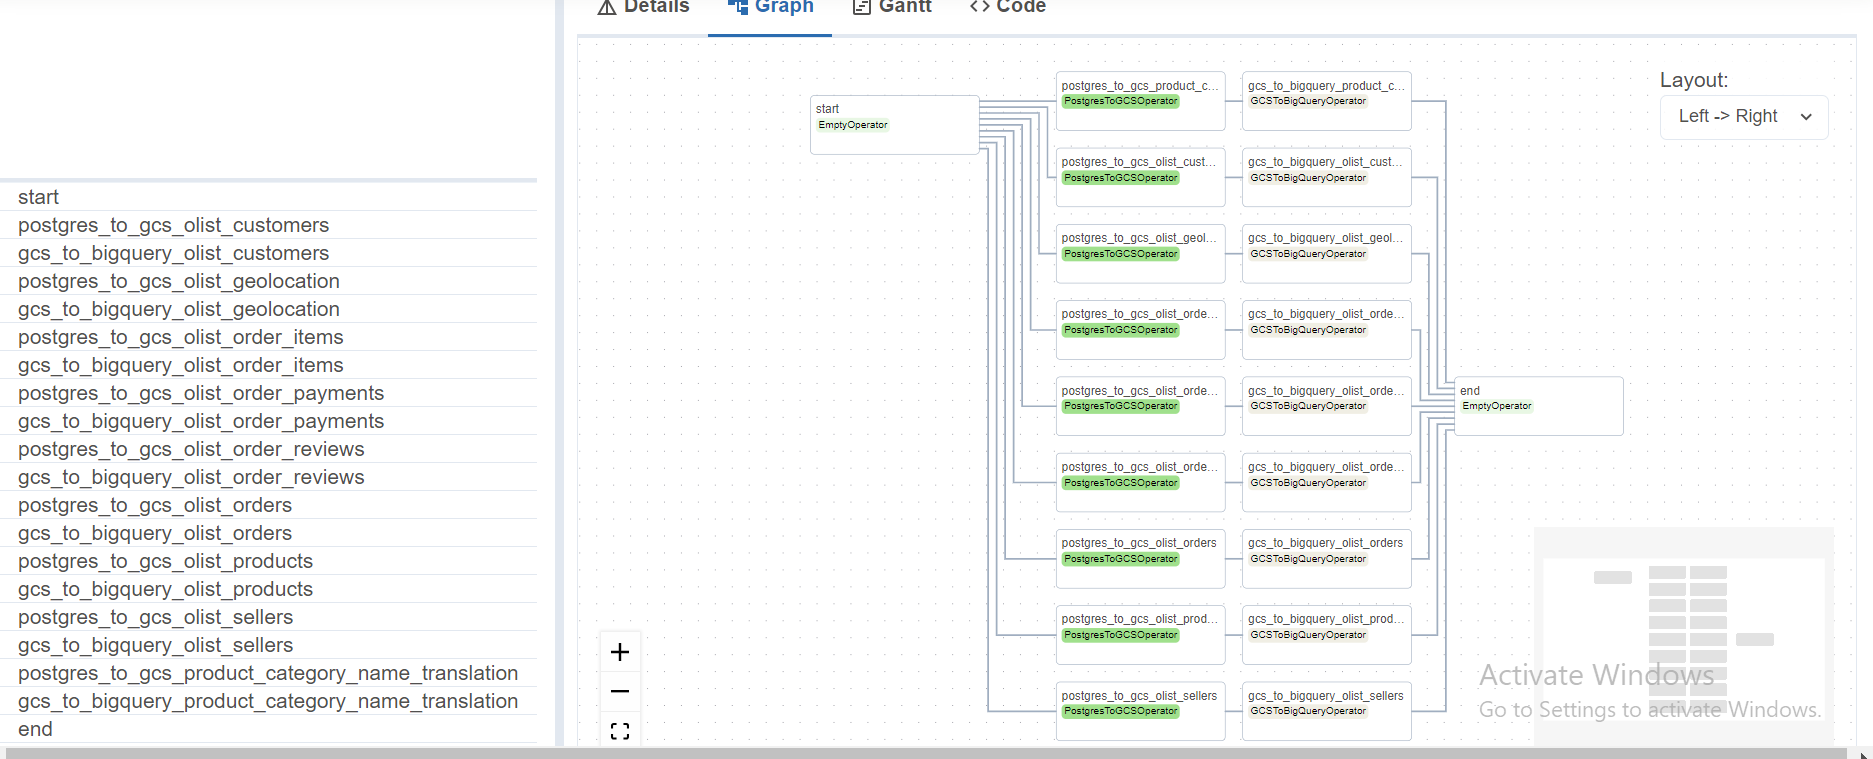 Details
Graph
Gantt
<> Code
start
postgres_to_gcs_olist_customers
gcs_to_bigquery_olist_customers
postgres_to_gcs_olist_geolocation
gcs_to_bigquery_olist_geolocation
postgres_to_gcs_olist_order_items
gcs_to_bigquery_olist_order_items
postgres_to_gcs_olist_order_payments
gcs_to_bigquery_olist_order_payments
postgres_to_gcs_olist_order_reviews
gcs_to_bigquery_olist_order_reviews
postgres_to_gcs_olist_orders
gcs_to_bigquery_olist_orders
postgres_to_gcs_olist_products
gcs_to_bigquery_olist_products
postgres_to_gcs_olist_sellers
gcs_to_bigquery_olist_sellers
postgres_to_gcs_product_category_name_translation
gcs_to_bigquery_product_category_name_translation
end
start
EmptyOperator
postgres_to_gcs_product_c...
PostgresToGCSOperator
gcs_to_bigquery_product_c...
GCSToBigQueryOperator
postgres_to_gcs_olist_cust...
PostgresToGCSOperator
gcs_to_bigquery_olist_cust...
GCSToBigQueryOperator
postgres_to_gcs_olist_geol...
PostgresToGCSOperator
gcs_to_bigquery_olist_geol...
GCSToBigQueryOperator
postgres_to_gcs_olist_orde...
PostgresToGCSOperator
gcs_to_bigquery_olist_orde...
GCSToBigQueryOperator
postgres_to_gcs_olist_orde...
PostgresToGCSOperator
gcs_to_bigquery_olist_orde...
GCSToBigQueryOperator
postgres_to_gcs_olist_orde...
PostgresToGCSOperator
gcs_to_bigquery_olist_orde...
GCSToBigQueryOperator
postgres_to_gcs_olist_orders
PostgresToGCSOperator
gcs_to_bigquery_olist_orders
GCSToBigQueryOperator
postgres_to_gcs_olist_prod...
PostgresToGCSOperator
gcs_to_bigquery_olist_prod...
GCSToBigQueryOperator
postgres_to_gcs_olist_sellers
PostgresToGCSOperator
gcs_to_bigquery_olist_sellers
GCSToBigQueryOperator
end
EmptyOperator
Layout:
Left -> Right
Activate Windows
Go to Settings to activate Windows.